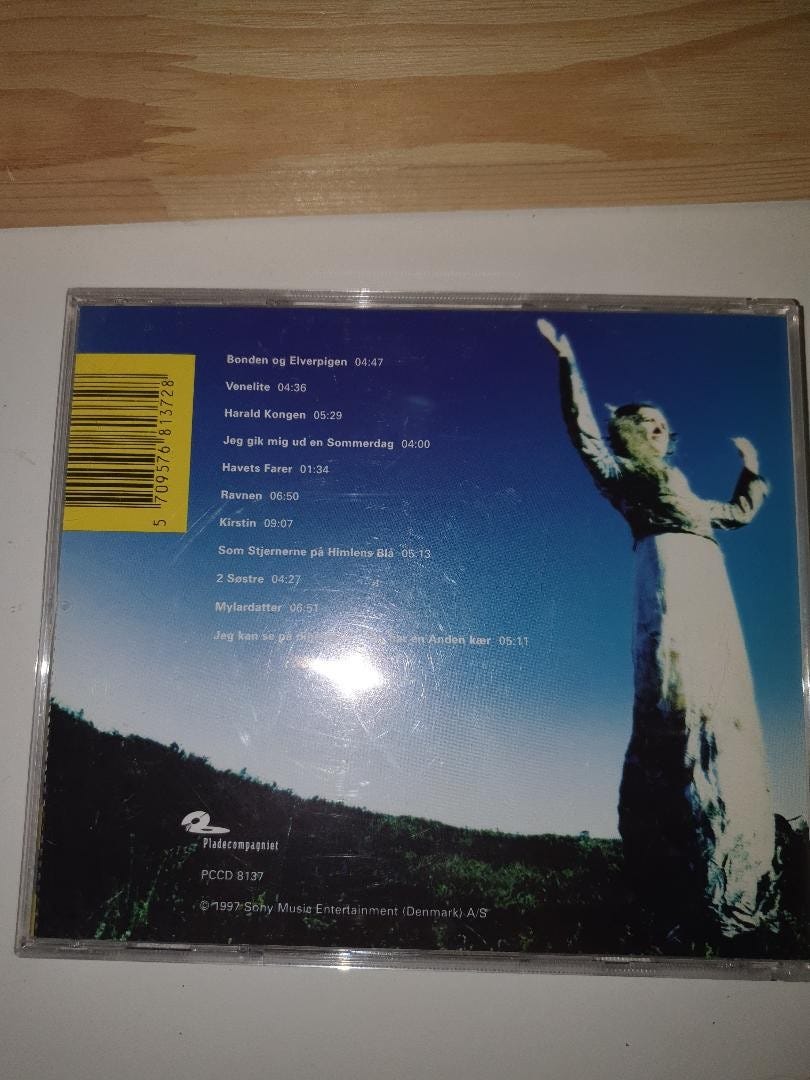 Bonden og Elverpigen 04:47
Venelite 04:36
Harald Kongen 05:29
Jeg gik mig ud en Sommerdag 04:00
Havets Farer 01:34
Ravnen 06:50
Kirstin 09:07
Som Stjernerne på Himlens Blå 05:13
2 Søstre 04:27
Mylardatter 06:51
Jeg kan se på en Anden kær 05:11
5 709576 813728
Pladecompagniet
PCCD 8137
© 1997 Sony Music Entertainment (Denmark) A/S